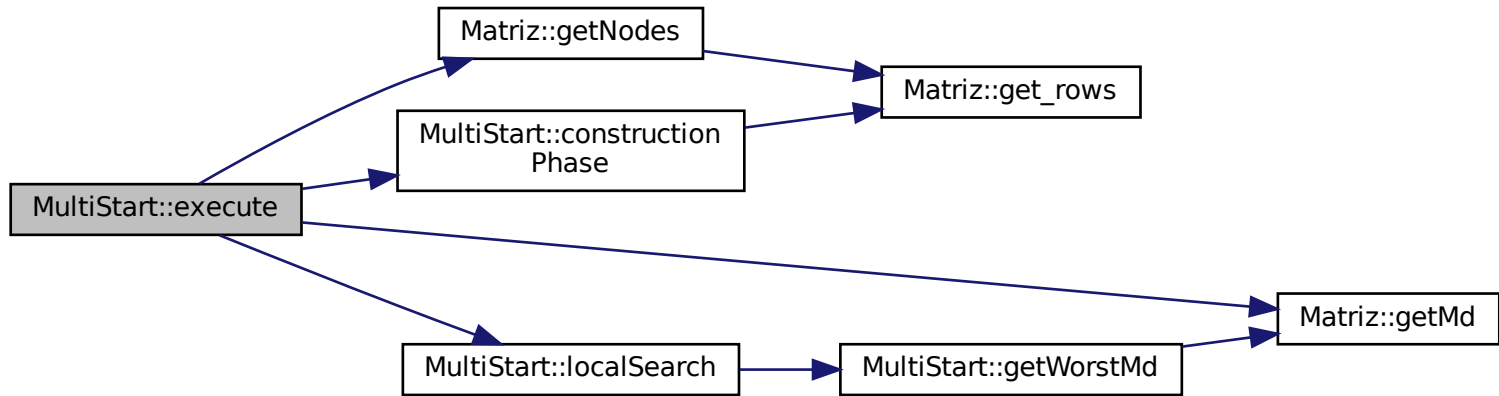 Matriz::getNodes
Matriz::get_rows
MultiStart::construction
Phase
MultiStart::execute
Matriz::getMd
MultiStart::localSearch
MultiStart::getWorstMd